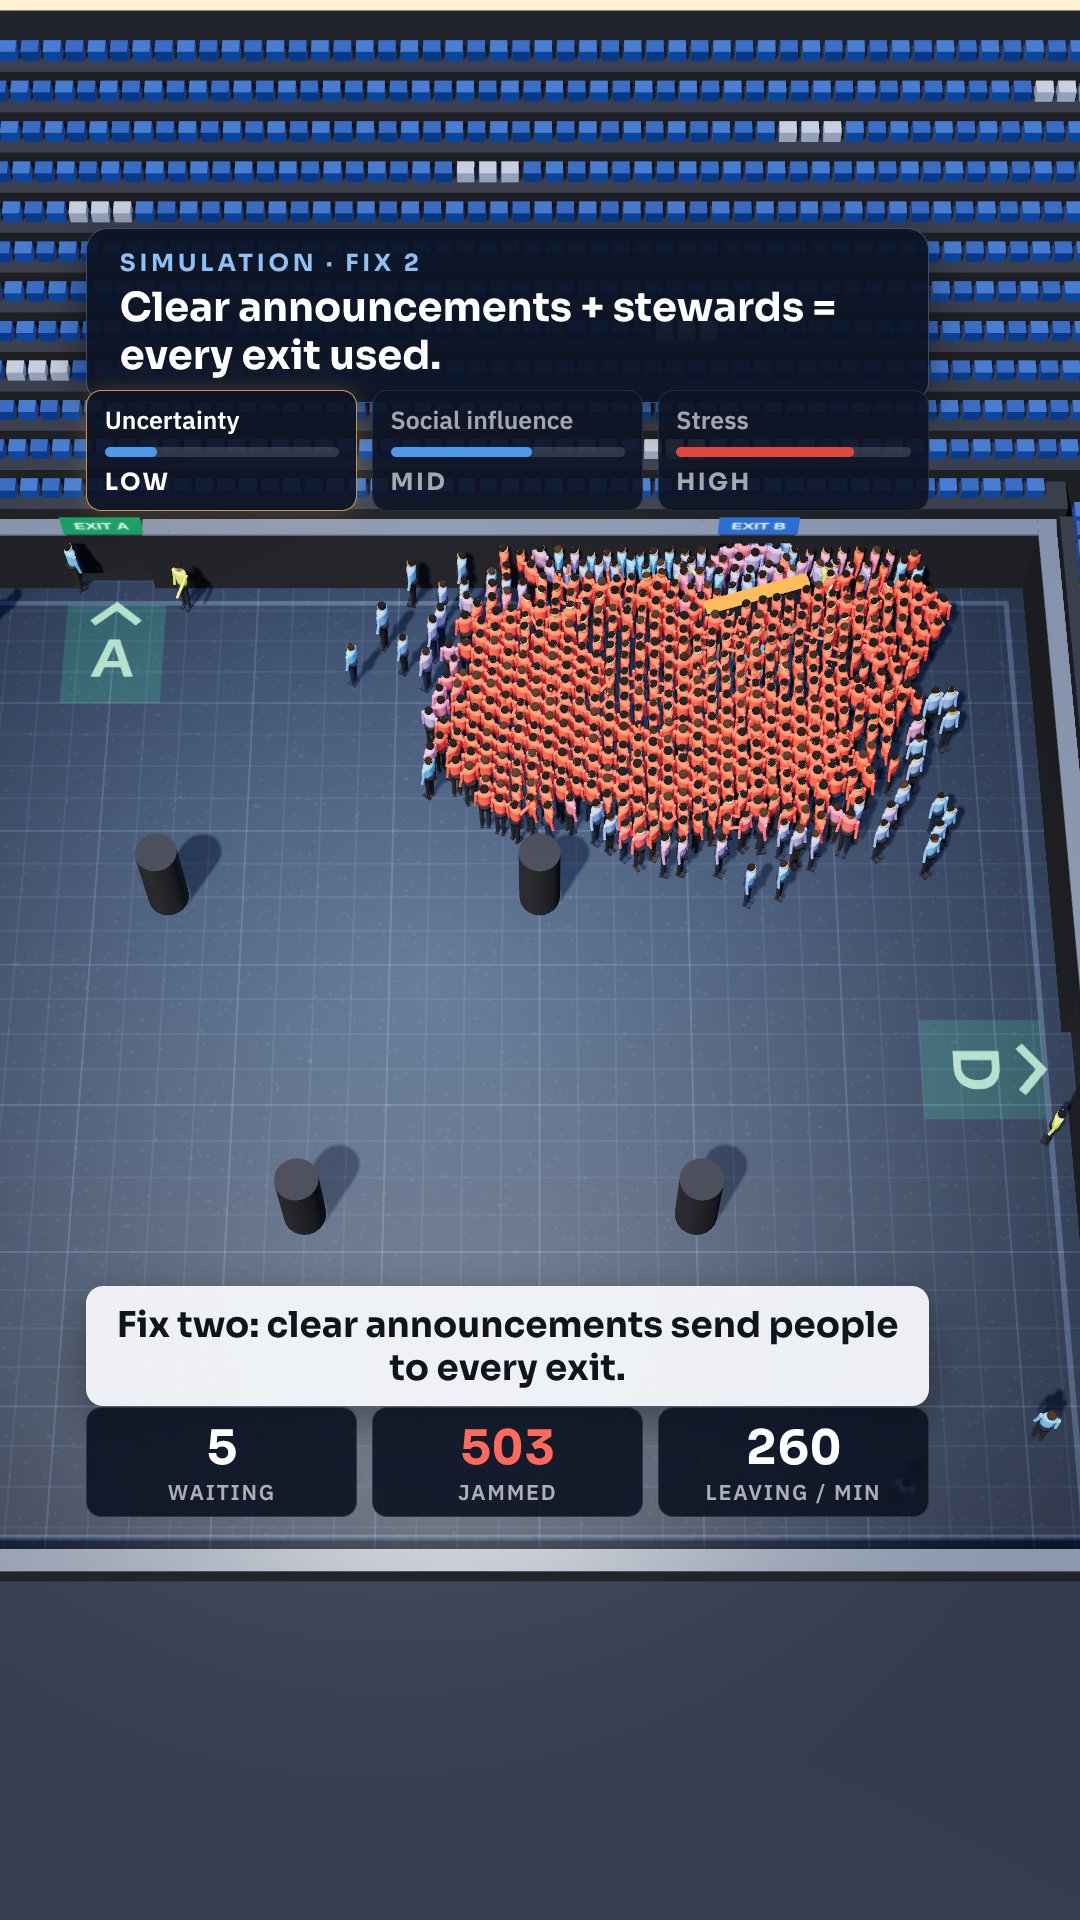 SIMULATION · FIX 2
Clear announcements + stewards =
every exit used.
Uncertainty
LOW
Social influence
MID
Stress
HIGH
EXIT A
EXIT B
A
D
Fix two: clear announcements send people
to every exit.
5
WAITING
503
JAMMED
260
LEAVING / MIN